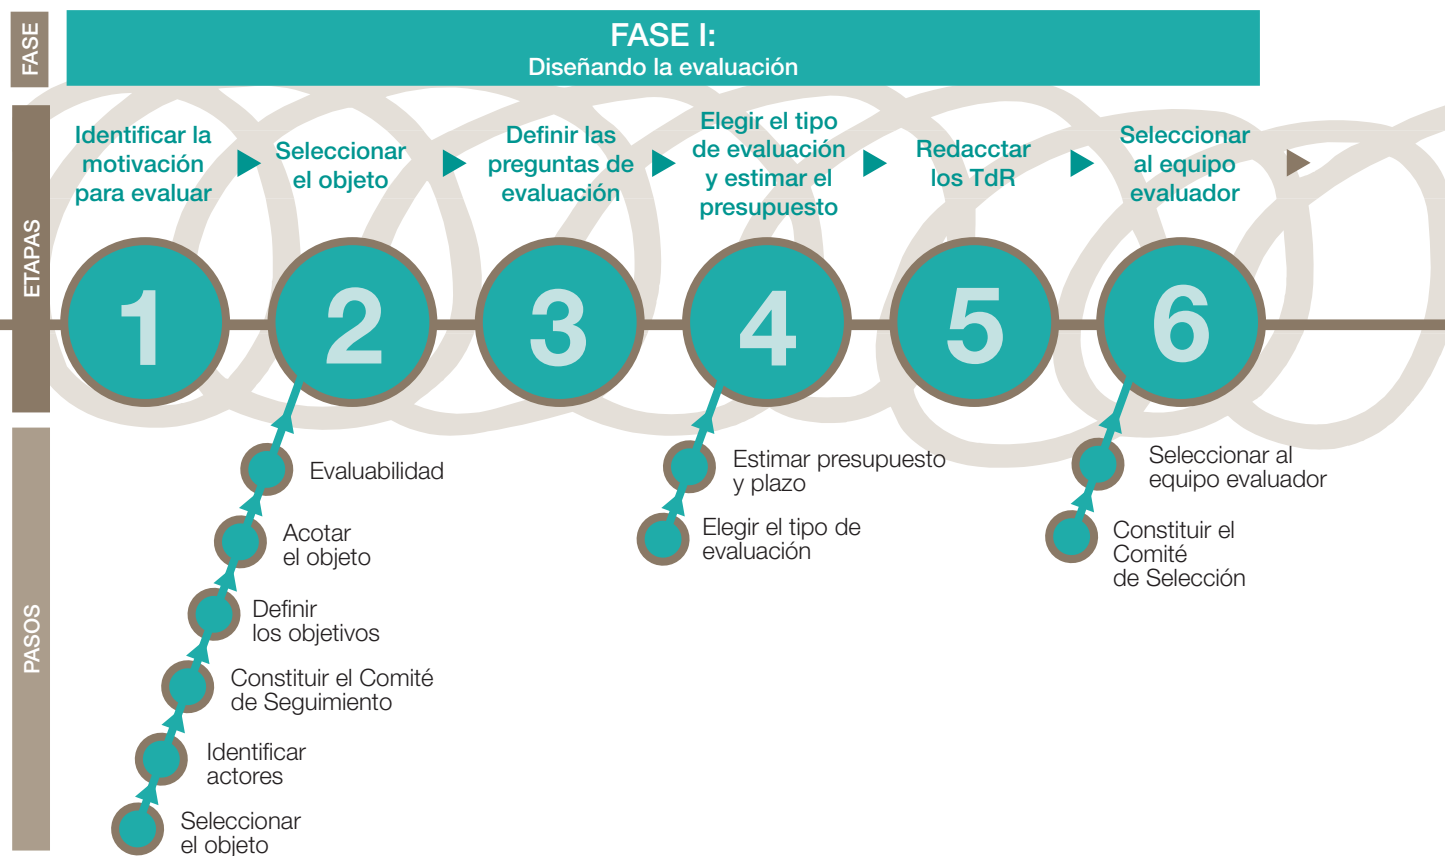 FASE
FASE I:
Diseñando la evaluación
ETAPAS
Identificar la
motivación
para evaluar
Seleccionar
el objeto
Definir las
preguntas de
evaluación
Elegir el tipo
de evaluación
y estimar el
presupuesto
Redacctar
los TdR
Seleccionar
al equipo
evaluador
1
2
3
4
5
6
PASOS
Evaluabilidad
Acotar
el objeto
Definir
los objetivos
Constituir el Comité
de Seguimiento
Identificar
actores
Seleccionar
el objeto
Estimar presupuesto
y plazo
Elegir el tipo de
evaluación
Seleccionar al
equipo evaluador
Constituir el
Comité
de Selección